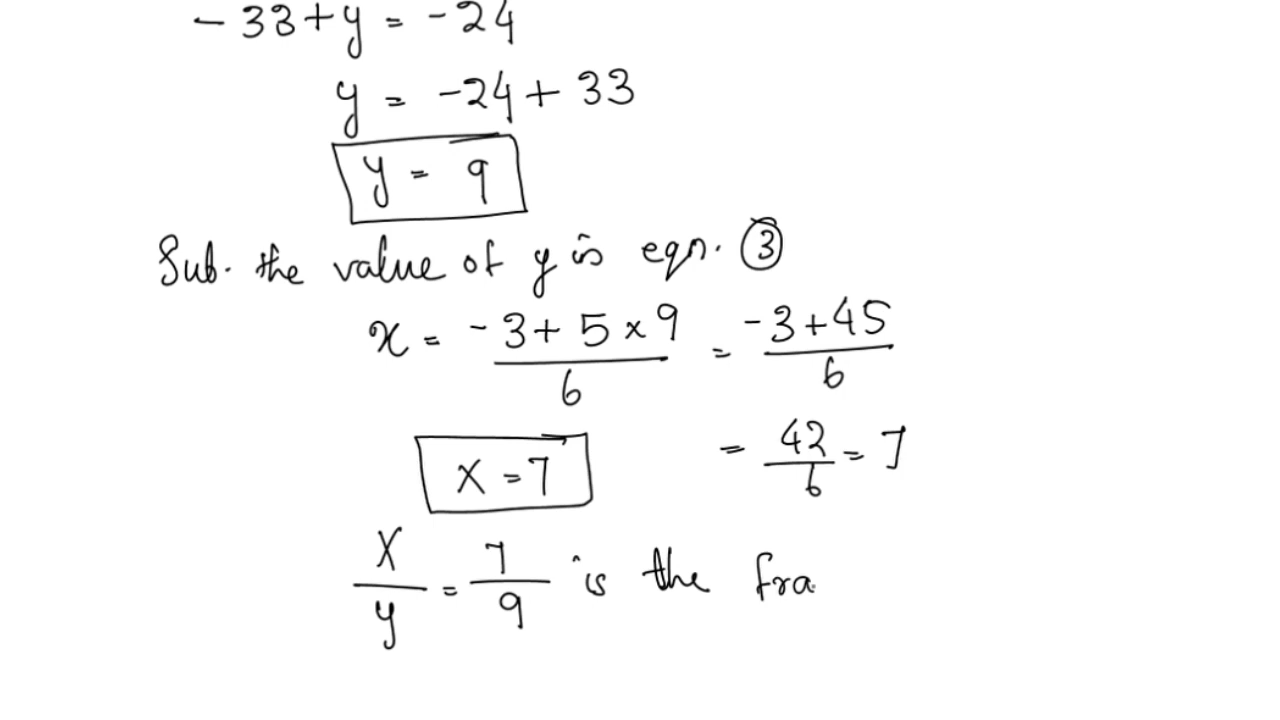 - 33 + y = - 24
y = - 24 + 33
y = 9
Sub. the value of y in eqn. ③
x = - 3 + 5 × 9 / 6 = - 3 + 45 / 6
x = 7 = 42 / 6 = 7
x / y = 7 / 9 is the fra